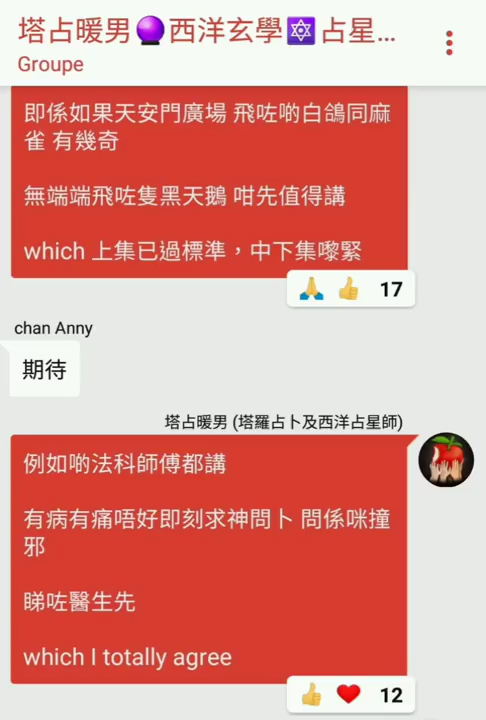 塔占暖男🔮西洋玄學🔯占星...
Groupe
即係如果天安門廣場 飛咗啲白鴿同麻
雀 有幾奇
無端端飛咗隻黑天鵝 咁先值得講
which 上集已過標準，中下集嚟緊
🙏 👍 17
chan Anny
期待
塔占暖男 (塔羅占卜及西洋占星師)
例如啲法科師傅都講
有病有痛唔好即刻求神問卜 問係咪撞
邪
睇咗醫生先
which I totally agree
👍 ❤️ 12